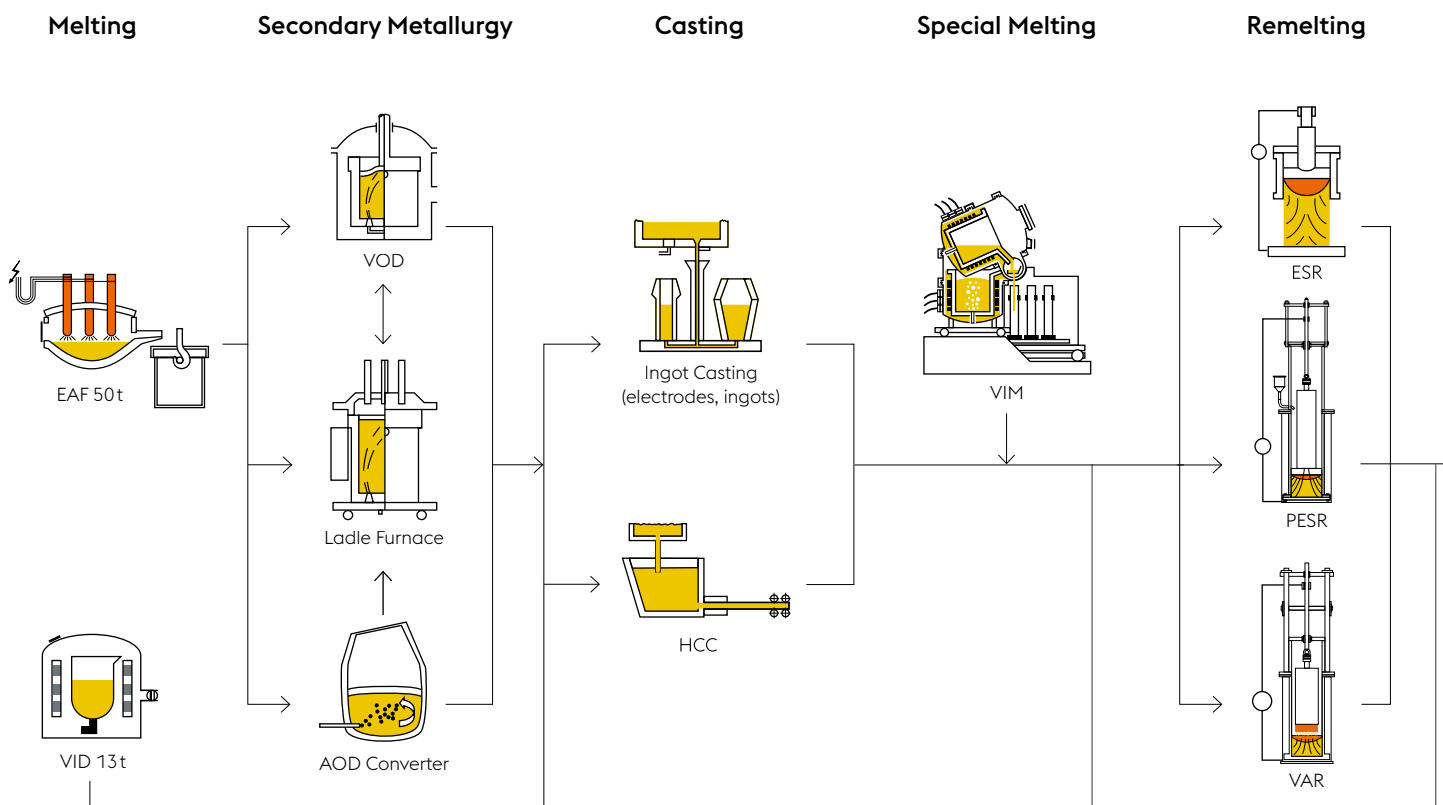 Melting
Secondary Metallurgy
Casting
Special Melting
Remelting
VOD
ESR
EAF 50 t
Ingot Casting
(electrodes, ingots)
VIM
Ladle Furnace
PESR
HCC
VID 13 t
AOD Converter
VAR